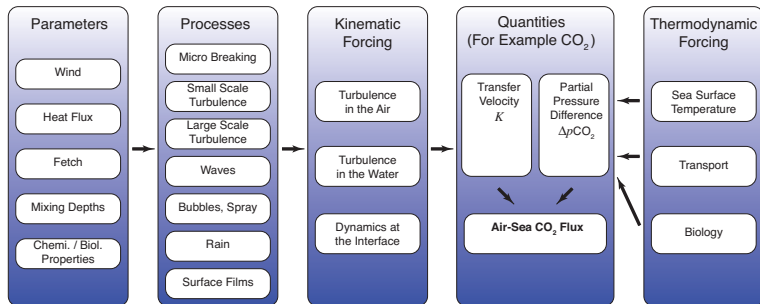 Parameters
Wind
Heat Flux
Fetch
Mixing Depths
Chemi. / Biol.
Properties
Processes
Micro Breaking
Small Scale
Turbulence
Large Scale
Turbulence
Waves
Bubbles, Spray
Rain
Surface Films
Kinematic
Forcing
Turbulence
in the Air
Turbulence
in the Water
Dynamics at
the Interface
Quantities
(For Example CO₂)
Transfer
Velocity
K
Partial
Pressure
Difference
ΔpCO₂
Air-Sea CO₂ Flux
Thermodynamic
Forcing
Sea Surface
Temperature
Transport
Biology